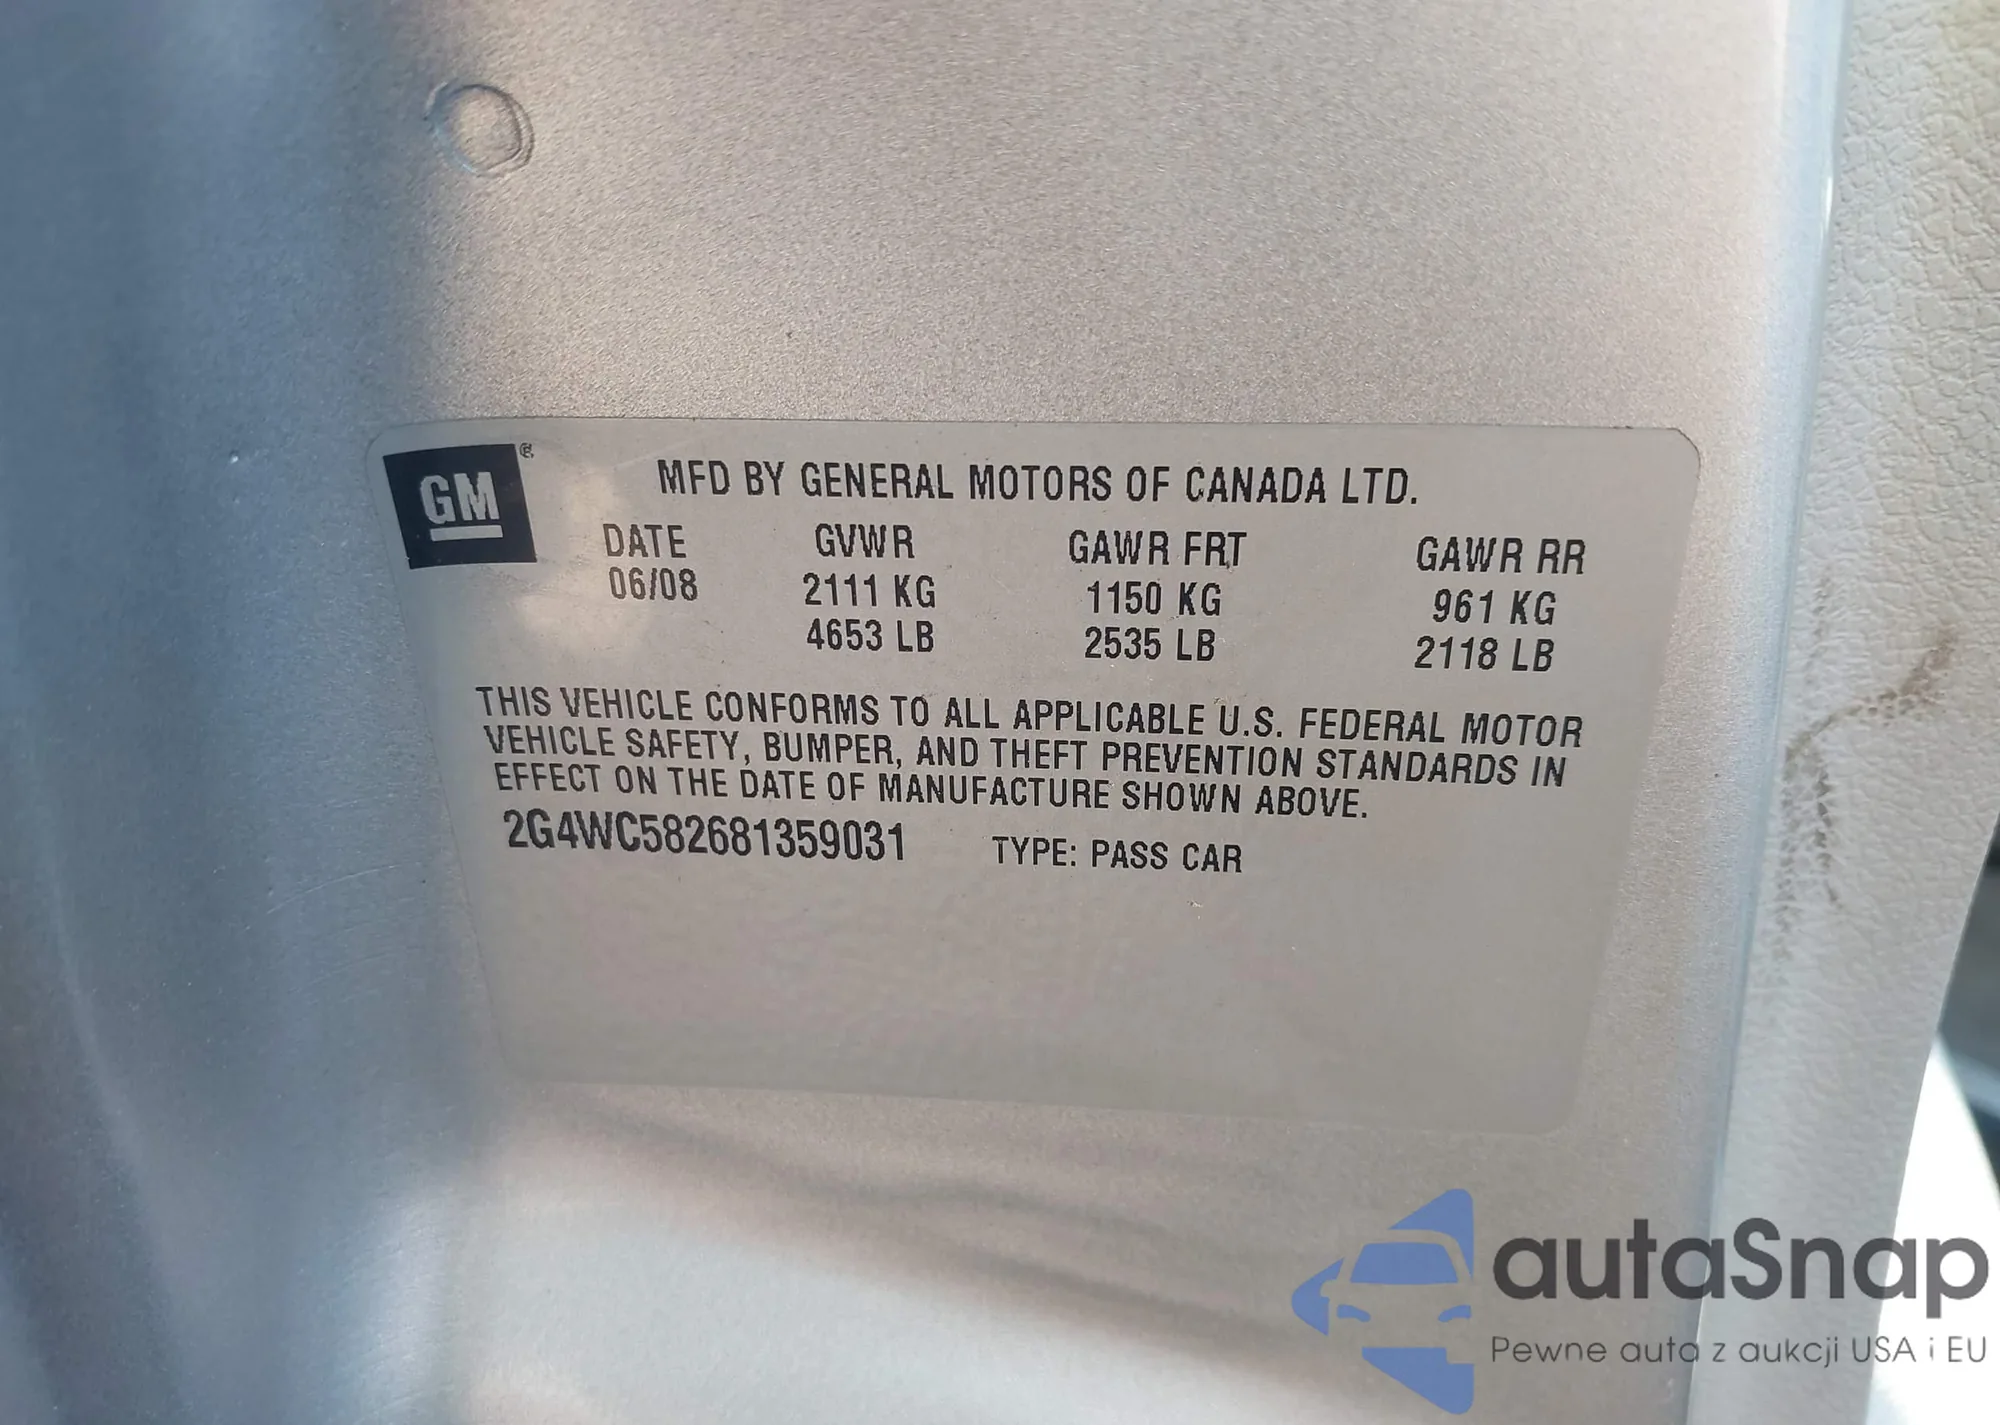 GM ®
MFD BY GENERAL MOTORS OF CANADA LTD.
DATE GVWR GAWR FRT GAWR RR
06/08 2111 KG 1150 KG 961 KG
4653 LB 2535 LB 2118 LB
THIS VEHICLE CONFORMS TO ALL APPLICABLE U.S. FEDERAL MOTOR
VEHICLE SAFETY, BUMPER, AND THEFT PREVENTION STANDARDS IN
EFFECT ON THE DATE OF MANUFACTURE SHOWN ABOVE.
2G4WC582681359031 TYPE: PASS CAR
autaSnap
Pewne auta z aukcji USA i EU